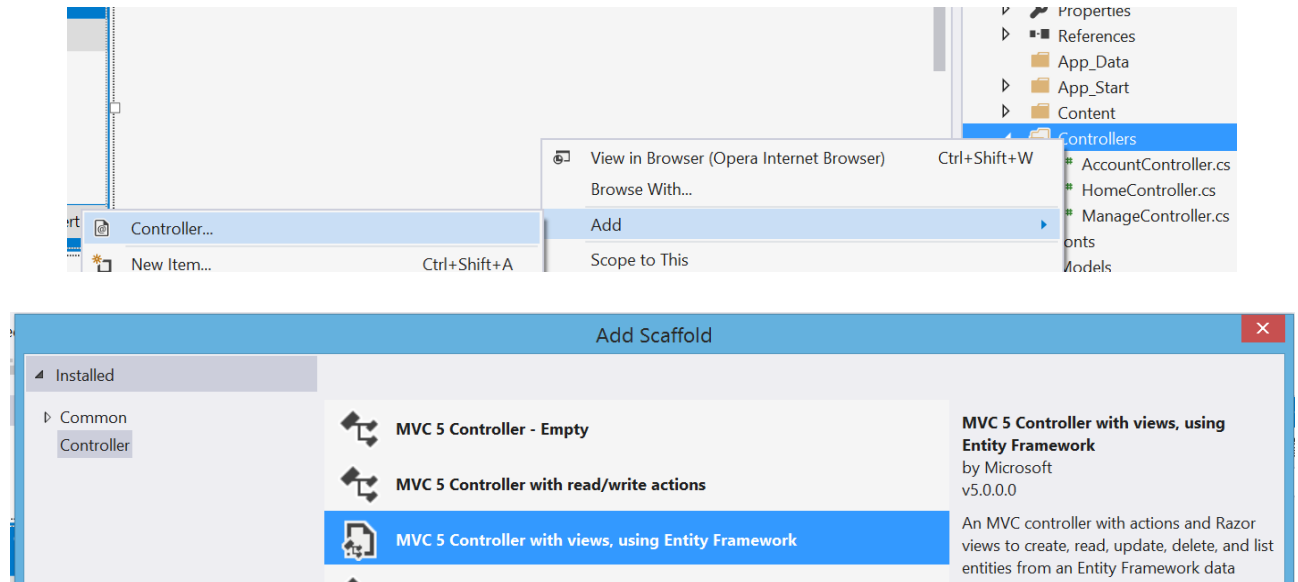 Properties
References
App_Data
App_Start
Content
Controllers
View in Browser (Opera Internet Browser) Ctrl+Shift+W
AccountController.cs
Browse With...
HomeController.cs
ManageController.cs
Controller...
Add
New Item... Ctrl+Shift+A
Scope to This
Models
Add Scaffold
Installed
Common
Controller
MVC 5 Controller - Empty
MVC 5 Controller with read/write actions
MVC 5 Controller with views, using Entity Framework
MVC 5 Controller with views, using
Entity Framework
by Microsoft
v5.0.0.0
An MVC controller with actions and Razor
views to create, read, update, delete, and list
entities from an Entity Framework data